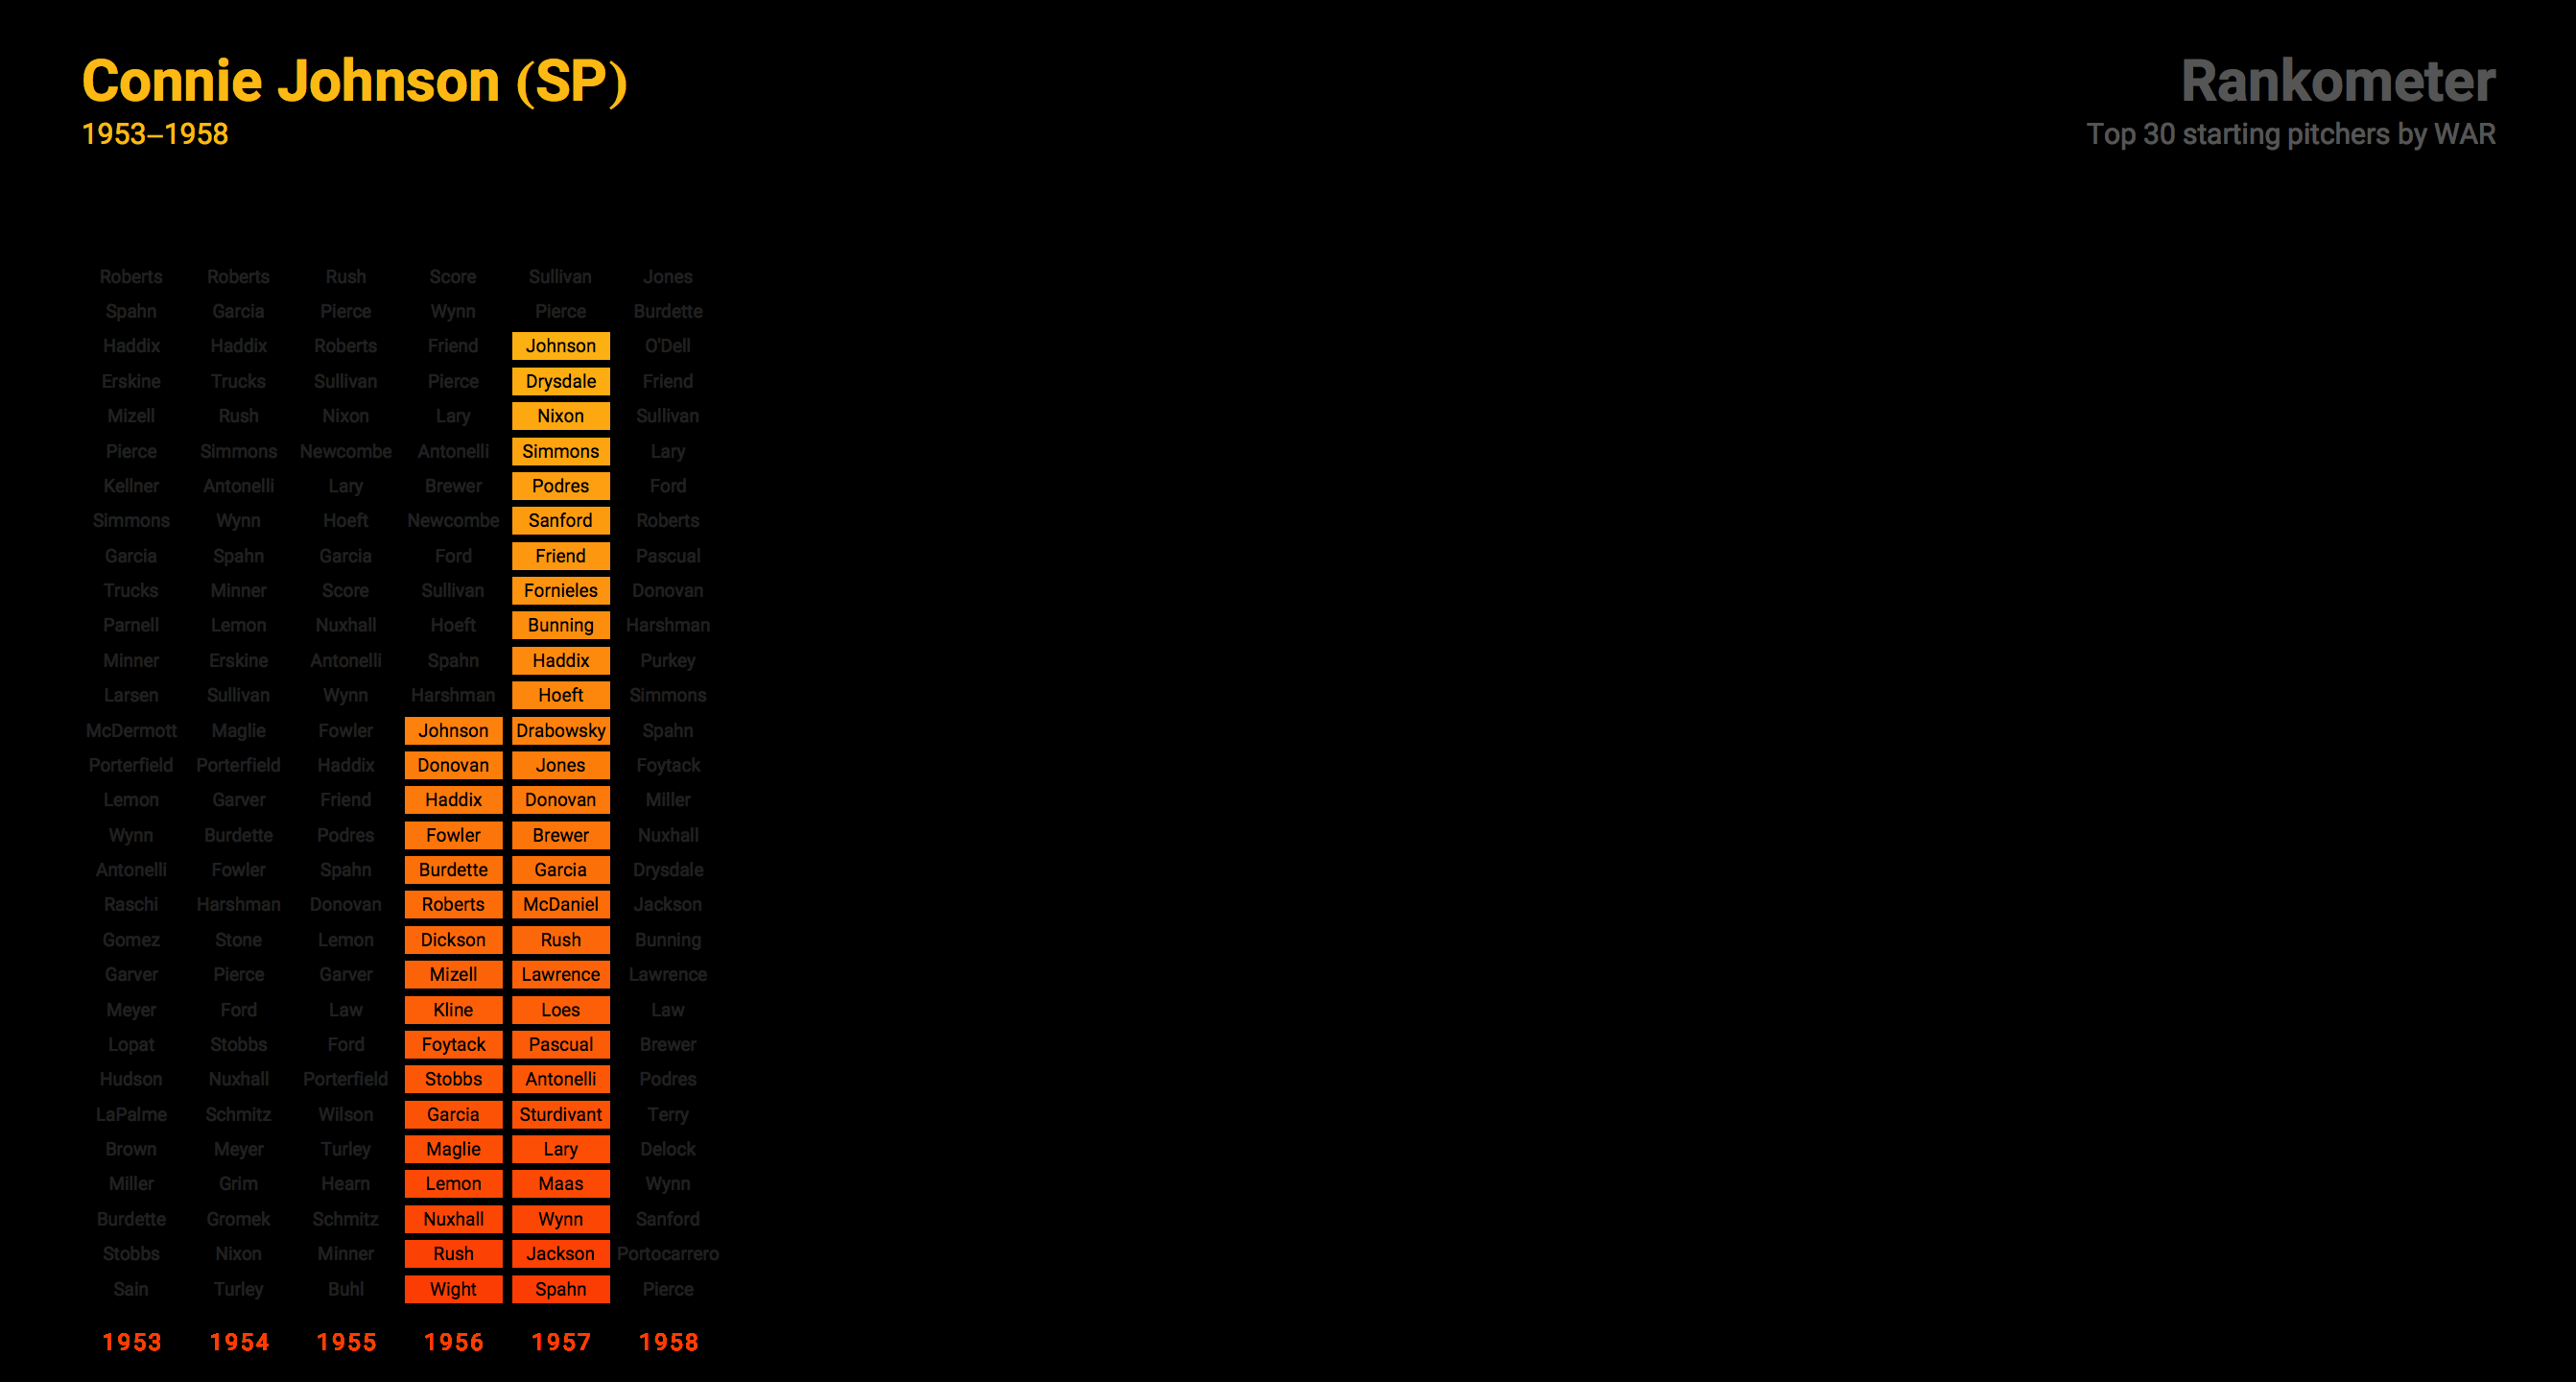 Connie Johnson (SP)
1953–1958
Rankometer
Top 30 starting pitchers by WAR
Roberts Roberts Rush Score Sullivan Jones
Spahn Garcia Pierce Wynn Pierce Burdette
Haddix Haddix Roberts Friend Johnson O'Dell
Erskine Trucks Sullivan Pierce Drysdale Friend
Mizell Rush Nixon Lary Nixon Sullivan
Pierce Simmons Newcombe Antonelli Simmons Lary
Kellner Antonelli Lary Brewer Podres Ford
Simmons Wynn Hoeft Newcombe Sanford Roberts
Garcia Spahn Garcia Ford Friend Pascual
Trucks Minner Score Sullivan Fornieles Donovan
Parnell Lemon Nuxhall Hoeft Bunning Harshman
Minner Erskine Antonelli Spahn Haddix Purkey
Larsen Sullivan Wynn Harshman Hoeft Simmons
McDermott Maglie Fowler Johnson Drabowsky Spahn
Porterfield Porterfield Haddix Donovan Jones Foytack
Lemon Garver Friend Haddix Donovan Miller
Wynn Burdette Podres Fowler Brewer Nuxhall
Antonelli Fowler Spahn Burdette Garcia Drysdale
Raschi Harshman Donovan Roberts McDaniel Jackson
Gomez Stone Lemon Dickson Rush Bunning
Garver Pierce Garver Mizell Lawrence Lawrence
Meyer Ford Law Kline Loes Law
Lopat Stobbs Ford Foytack Pascual Brewer
Hudson Nuxhall Porterfield Stobbs Antonelli Podres
LaPalme Schmitz Wilson Garcia Sturdivant Terry
Brown Meyer Turley Maglie Lary Delock
Miller Grim Hearn Lemon Maas Wynn
Burdette Gromek Schmitz Nuxhall Wynn Sanford
Stobbs Nixon Minner Rush Jackson Portocarrero
Sain Turley Buhl Wight Spahn Pierce
1953 1954 1955 1956 1957 1958